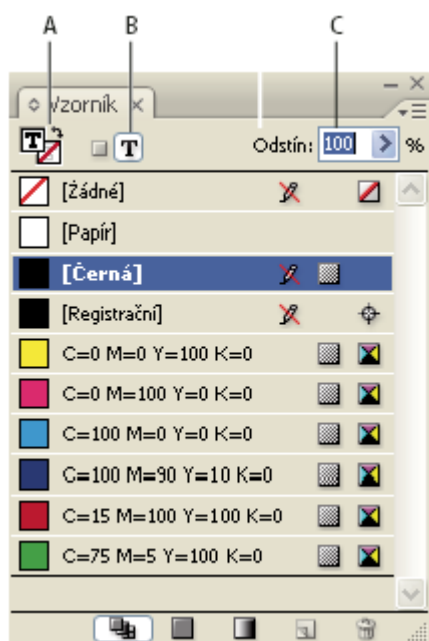 A B C
Vzorník
T T Odstín: 100 %
[Žádné]
[Papír]
[Černá]
[Registrační]
C=0 M=0 Y=100 K=0
C=0 M=100 Y=0 K=0
C=100 M=0 Y=0 K=0
C=100 M=90 Y=10 K=0
C=15 M=100 Y=100 K=0
C=75 M=5 Y=100 K=0